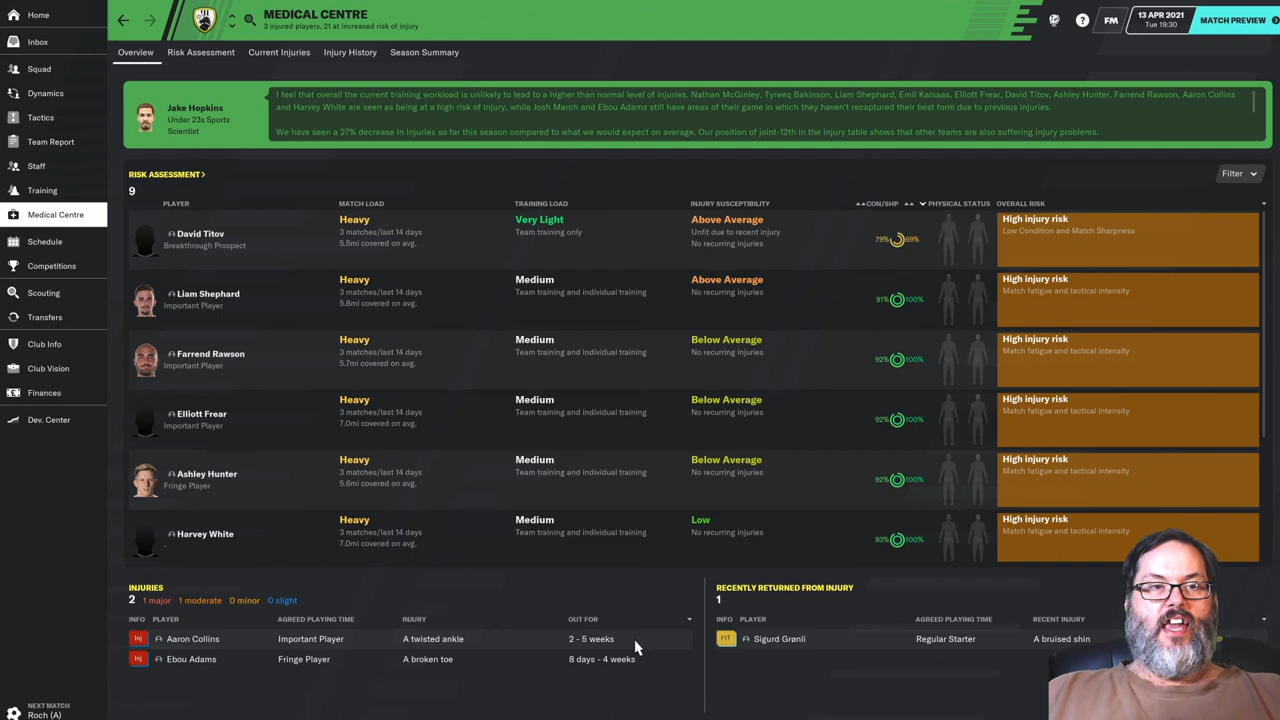 Home
Inbox
Squad
Dynamics
Tactics
Team Report
Staff
Training
Medical Centre
Schedule
Competitions
Scouting
Transfers
Club Info
Club Vision
Finances
Dev. Center
NEXT MATCH
Roch (A)
MEDICAL CENTRE
3 injured players, 21 at increased risk of injury
?
FM
13 APR 2021
Tue 19:30
MATCH PREVIEW
Overview
Risk Assessment
Current Injuries
Injury History
Season Summary
Jake Hopkins
Under 23s Sports
Scientist
I feel that overall the current training workload is unlikely to lead to a higher than normal level of injuries. Nathan McGinley, Tyreeq Bakinson, Liam Shephard, Emil Kalsaas, Elliott Frear, David Titov, Ashley Hunter, Farrend Rawson, Aaron Collins
and Harvey White are seen as being at a high risk of injury, while Josh March and Ebou Adams still have areas of their game in which they haven't recaptured their best form due to previous injuries.
We have seen a 27% decrease in injuries so far this season compared to what we would expect on average. Our position of joint-12th in the injury table shows that other teams are also suffering injury problems.
RISK ASSESSMENT >
9
Filter
PLAYER MATCH LOAD TRAINING LOAD INJURY SUSCEPTIBILITY CON/SHP PHYSICAL STATUS OVERALL RISK
David Titov
Breakthrough Prospect
Heavy
3 matches/last 14 days
5.5mi covered on avg.
Very Light
Team training only
Above Average
Unfit due to recent injury
No recurring injuries
79% 89%
High injury risk
Low Condition and Match Sharpness
Liam Shephard
Important Player
Heavy
3 matches/last 14 days
5.8mi covered on avg.
Medium
Team training and individual training
Above Average
No recurring injuries
91% 100%
High injury risk
Match fatigue and tactical intensity
Farrend Rawson
Important Player
Heavy
3 matches/last 14 days
5.7mi covered on avg.
Medium
Team training and individual training
Below Average
No recurring injuries
92% 100%
High injury risk
Match fatigue and tactical intensity
Elliott Frear
Important Player
Heavy
3 matches/last 14 days
7.0mi covered on avg.
Medium
Team training and individual training
Below Average
No recurring injuries
92% 100%
High injury risk
Match fatigue and tactical intensity
Ashley Hunter
Fringe Player
Heavy
3 matches/last 14 days
5.6mi covered on avg.
Medium
Team training and individual training
Below Average
No recurring injuries
92% 100%
High injury risk
Match fatigue and tactical intensity
Harvey White
-
Heavy
3 matches/last 14 days
7.0mi covered on avg.
Medium
Team training and individual training
Low
No recurring injuries
93% 100%
High injury risk
Match fatigue and tactical intensity
INJURIES
2 1 major 1 moderate 0 minor 0 slight
INFO PLAYER AGREED PLAYING TIME INJURY OUT FOR
Inj Aaron Collins Important Player A twisted ankle 2 - 5 weeks
Inj Ebou Adams Fringe Player A broken toe 8 days - 4 weeks
RECENTLY RETURNED FROM INJURY
1
INFO PLAYER AGREED PLAYING TIME RECENT INJURY
FIT Sigurd Grønli Regular Starter A bruised shin